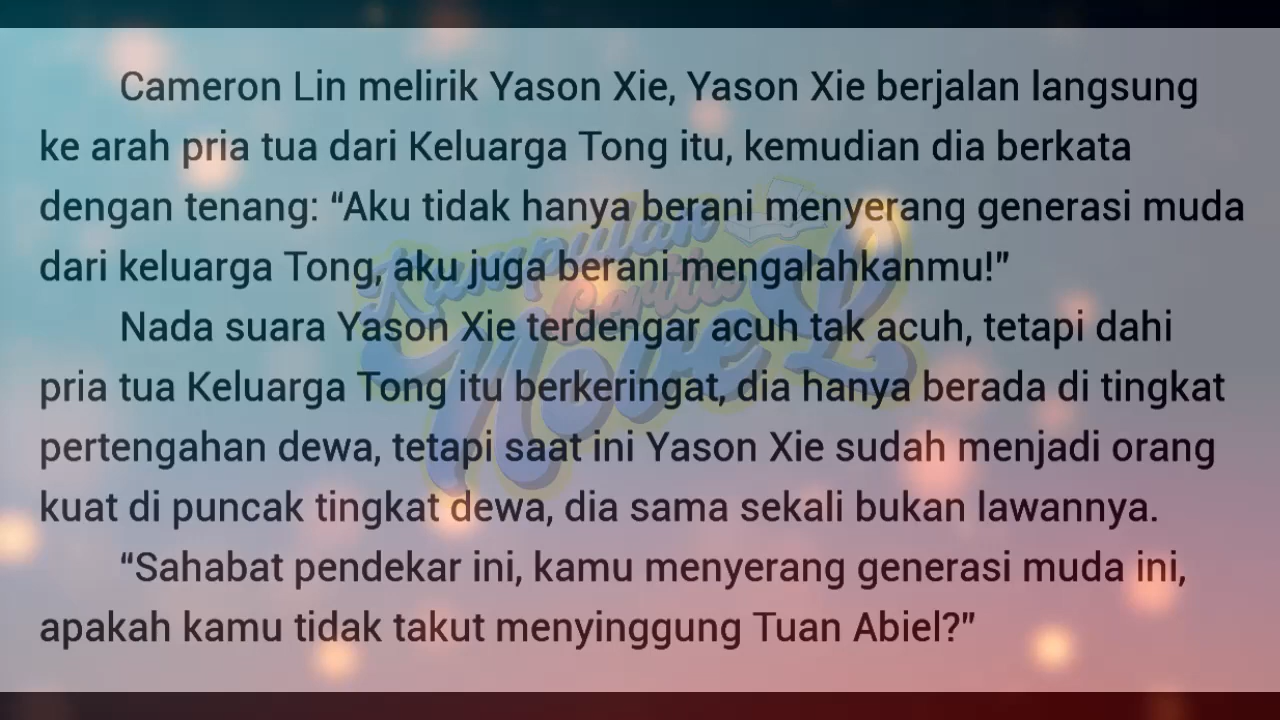 Cameron Lin melirik Yason Xie, Yason Xie berjalan langsung
ke arah pria tua dari Keluarga Tong itu, kemudian dia berkata
dengan tenang: “Aku tidak hanya berani menyerang generasi muda
dari keluarga Tong, aku juga berani mengalahkanmu!”
Nada suara Yason Xie terdengar acuh tak acuh, tetapi dahi
pria tua Keluarga Tong itu berkeringat, dia hanya berada di tingkat
pertengahan dewa, tetapi saat ini Yason Xie sudah menjadi orang
kuat di puncak tingkat dewa, dia sama sekali bukan lawannya.
“Sahabat pendekar ini, kamu menyerang generasi muda ini,
apakah kamu tidak takut menyinggung Tuan Abiel?”
Kumpulan
cerita
NoveL